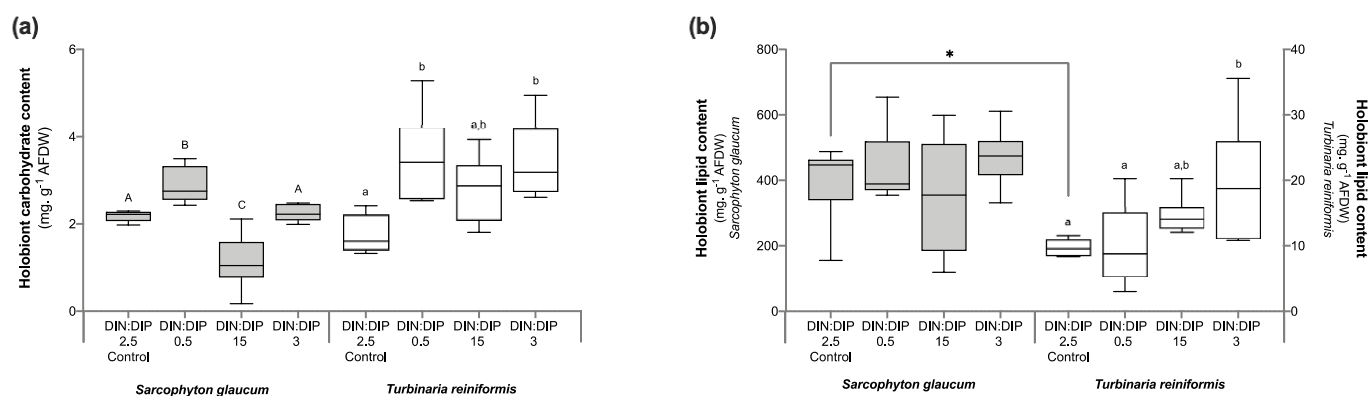 (a)
Holobiont carbohydrate content
(mg. g⁻¹ AFDW)
6
4
2
0
A
B
C
A
a
b
a,b
b
DIN:DIP DIN:DIP DIN:DIP DIN:DIP DIN:DIP DIN:DIP DIN:DIP DIN:DIP
2.5 0.5 15 3 2.5 0.5 15 3
Control Control
Sarcophyton glaucum Turbinaria reiniformis
(b)
Holobiont lipid content
(mg. g⁻¹ AFDW)
Sarcophyton glaucum
800
600
400
200
0
*
a
a
a,b
b
40
30
20
10
0
Holobiont lipid content
(mg. g⁻¹ AFDW)
Turbinaria reiniformis
DIN:DIP DIN:DIP DIN:DIP DIN:DIP DIN:DIP DIN:DIP DIN:DIP DIN:DIP
2.5 0.5 15 3 2.5 0.5 15 3
Control Control
Sarcophyton glaucum Turbinaria reiniformis